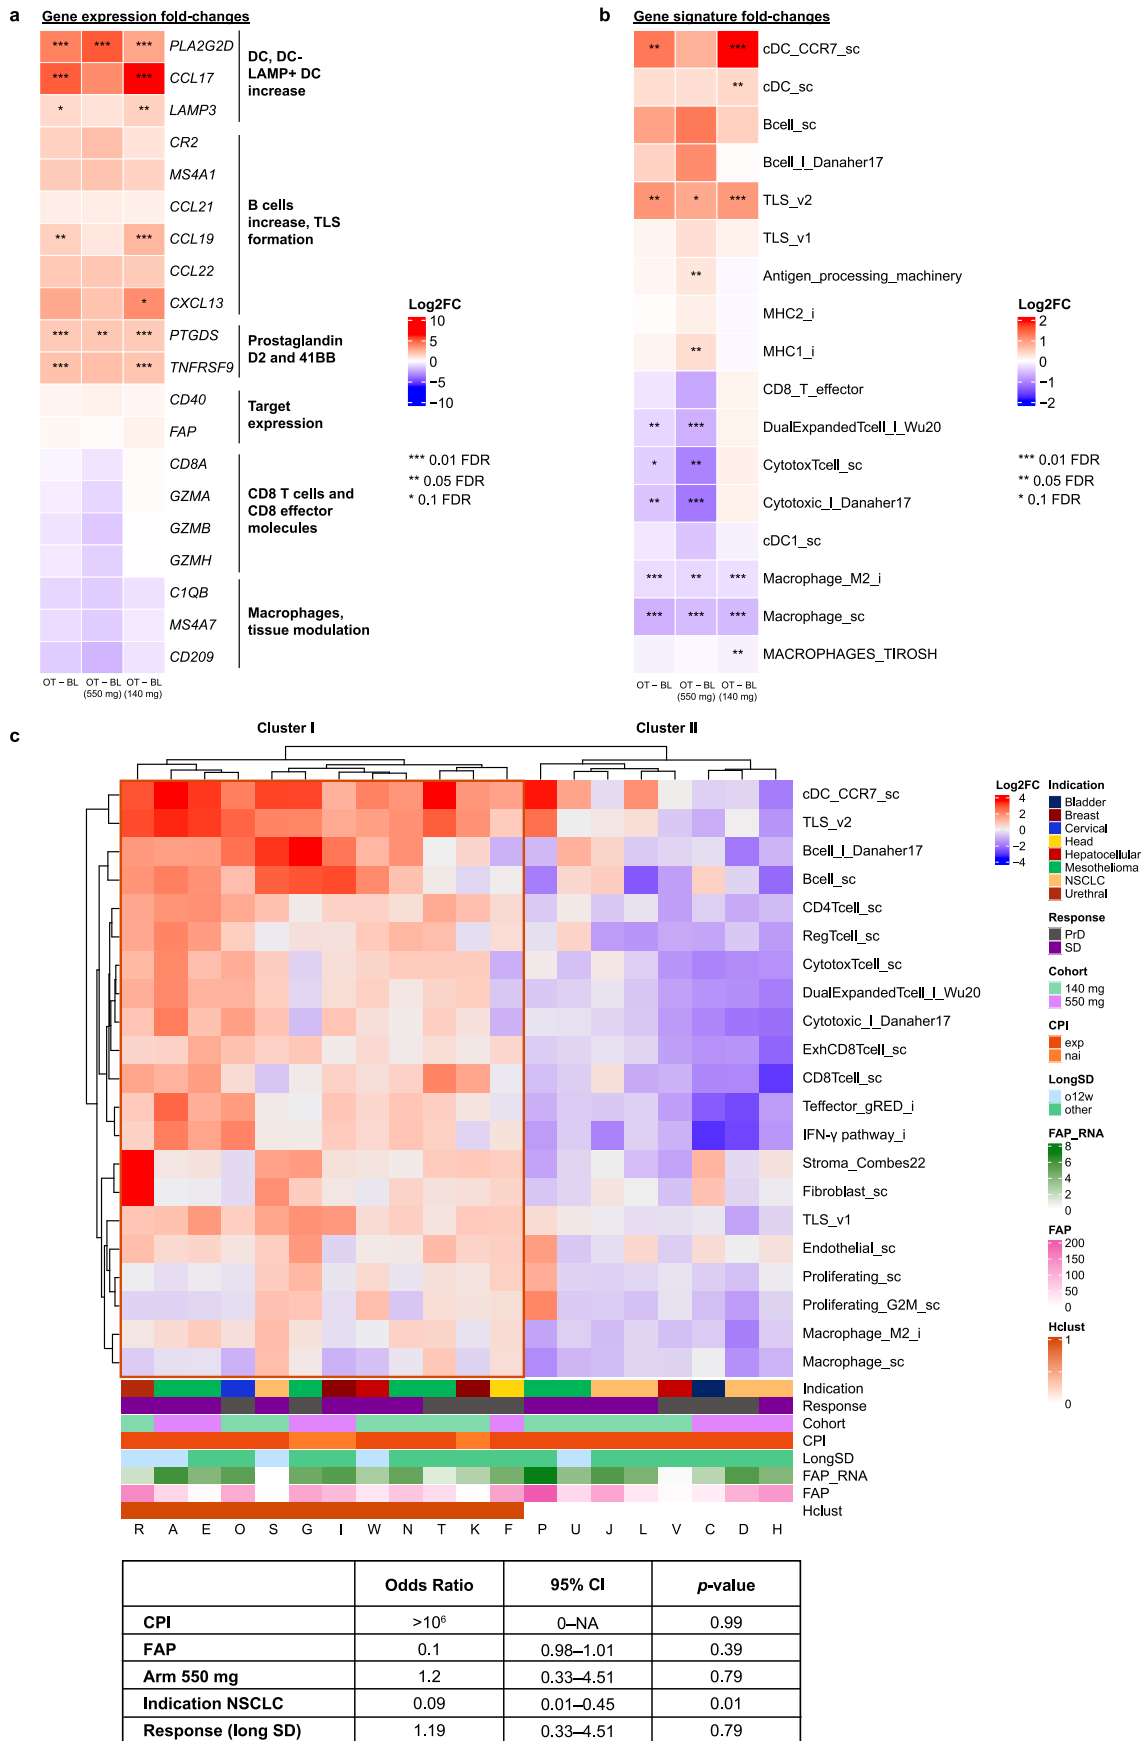 a Gene expression fold-changes
PLA2G2D
CCL17
LAMP3
CR2
MS4A1
CCL21
CCL19
CCL22
CXCL13
PTGDS
TNFRSF9
CD40
FAP
CD8A
GZMA
GZMB
GZMH
C1QB
MS4A7
CD209
*** *** ***
*** ***
* **
** ***
*
*** ** ***
*** ***
DC, DC-
LAMP+ DC
increase
B cells
increase, TLS
formation
Prostaglandin
D2 and 41BB
Target
expression
CD8 T cells and
CD8 effector
molecules
Macrophages,
tissue modulation
OT – BL
OT – BL
(550 mg)
OT – BL
(140 mg)
Log2FC
10
5
0
−5
−10
*** 0.01 FDR
** 0.05 FDR
* 0.1 FDR
b Gene signature fold-changes
** *** cDC_CCR7_sc
** cDC_sc
Bcell_sc
Bcell_I_Danaher17
** * *** TLS_v2
TLS_v1
** Antigen_processing_machinery
MHC2_i
** MHC1_i
CD8_T_effector
** *** DualExpandedTcell_I_Wu20
* ** CytotoxTcell_sc
** *** Cytotoxic_I_Danaher17
cDC1_sc
*** ** *** Macrophage_M2_i
*** *** *** Macrophage_sc
** MACROPHAGES_TIROSH
OT – BL
OT – BL
(550 mg)
OT – BL
(140 mg)
Log2FC
2
1
0
−1
−2
*** 0.01 FDR
** 0.05 FDR
* 0.1 FDR
c
Cluster I
Cluster II
cDC_CCR7_sc
TLS_v2
Bcell_I_Danaher17
Bcell_sc
CD4Tcell_sc
RegTcell_sc
CytotoxTcell_sc
DualExpandedTcell_I_Wu20
Cytotoxic_I_Danaher17
ExhCD8Tcell_sc
CD8Tcell_sc
Teffector_gRED_i
IFN-γ pathway_i
Stroma_Combes22
Fibroblast_sc
TLS_v1
Endothelial_sc
Proliferating_sc
Proliferating_G2M_sc
Macrophage_M2_i
Macrophage_sc
Indication
Response
Cohort
CPI
LongSD
FAP_RNA
FAP
Hclust
R A E O S G I W N T K F P U J L V C D H
Log2FC
4
2
0
−2
−4
Indication
Bladder
Breast
Cervical
Head
Hepatocellular
Mesothelioma
NSCLC
Urethral
Response
PrD
SD
Cohort
140 mg
550 mg
CPI
exp
nai
LongSD
o12w
other
FAP_RNA
8
6
4
2
0
FAP
200
150
100
50
0
Hclust
1
0
Odds Ratio 95% CI p-value
CPI >10⁶ 0–NA 0.99
FAP 0.1 0.98–1.01 0.39
Arm 550 mg 1.2 0.33–4.51 0.79
Indication NSCLC 0.09 0.01–0.45 0.01
Response (long SD) 1.19 0.33–4.51 0.79